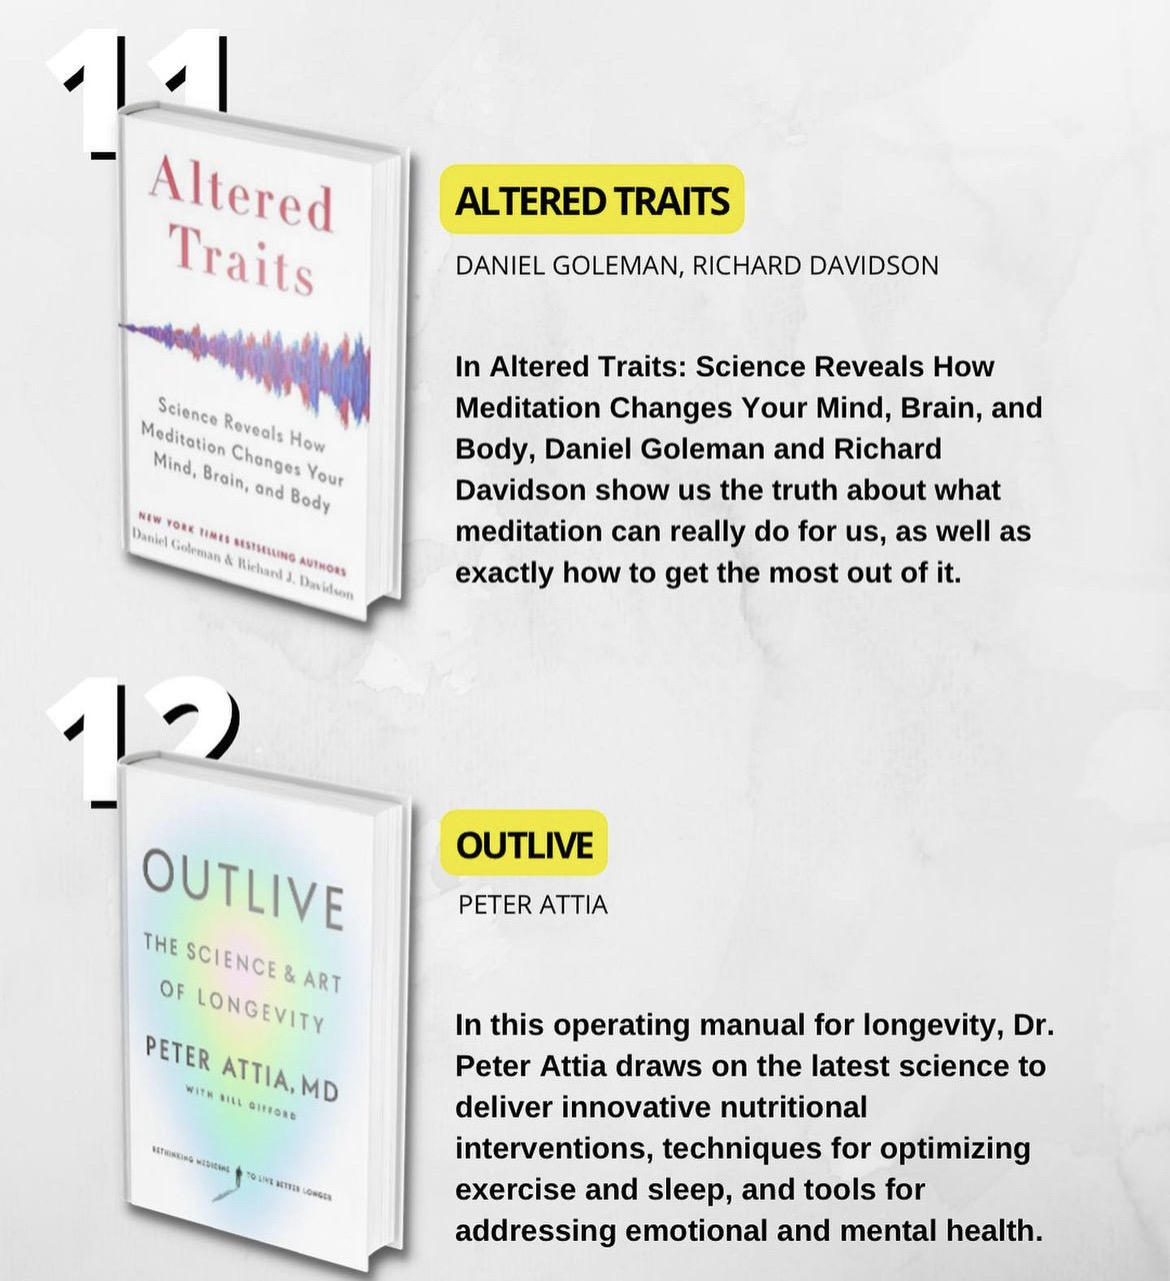 11
Altered
Traits
Science Reveals How
Meditation Changes Your
Mind, Brain, and Body
NEW YORK TIMES BESTSELLING AUTHORS
Daniel Goleman & Richard J. Davidson
ALTERED TRAITS
DANIEL GOLEMAN, RICHARD DAVIDSON
In Altered Traits: Science Reveals How
Meditation Changes Your Mind, Brain, and
Body, Daniel Goleman and Richard
Davidson show us the truth about what
meditation can really do for us, as well as
exactly how to get the most out of it.
12
OUTLIVE
THE SCIENCE & ART
OF LONGEVITY
PETER ATTIA, MD
WITH BILL GIFFORD
RETHINKING MEDICINE TO LIVE BETTER LONGER
OUTLIVE
PETER ATTIA
In this operating manual for longevity, Dr.
Peter Attia draws on the latest science to
deliver innovative nutritional
interventions, techniques for optimizing
exercise and sleep, and tools for
addressing emotional and mental health.